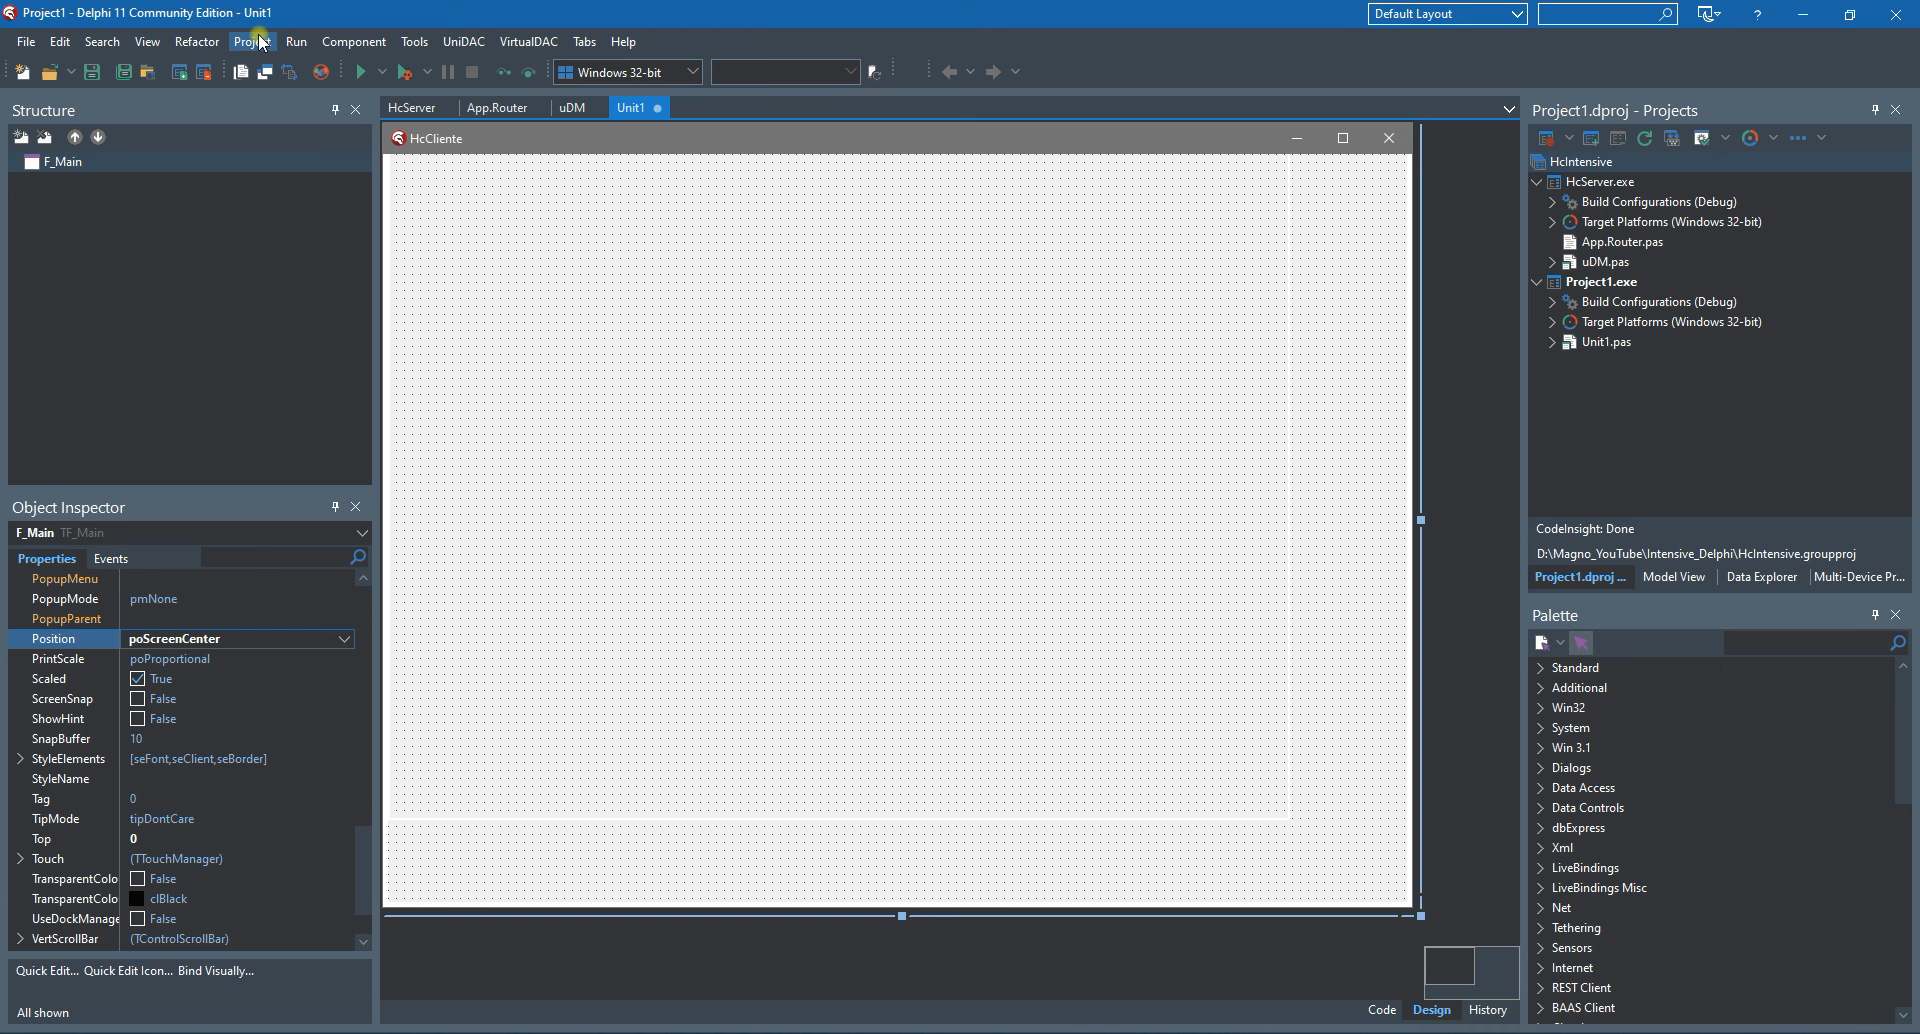 Project1 - Delphi 11 Community Edition - Unit1
Default Layout
?
File Edit Search View Refactor Project Run Component Tools UniDAC VirtualDAC Tabs Help
Windows 32-bit
Structure
F_Main
HcServer App.Router uDM Unit1
HcCliente
Project1.dproj - Projects
HcIntensive
HcServer.exe
Build Configurations (Debug)
Target Platforms (Windows 32-bit)
App.Router.pas
uDM.pas
Project1.exe
Build Configurations (Debug)
Target Platforms (Windows 32-bit)
Unit1.pas
CodeInsight: Done
D:\Magno_YouTube\Intensive_Delphi\HcIntensive.groupproj
Project1.dproj ... Model View Data Explorer Multi-Device Pr...
Object Inspector
F_Main TF_Main
Properties Events
PopupMenu
PopupMode pmNone
PopupParent
Position poScreenCenter
PrintScale poProportional
Scaled True
ScreenSnap False
ShowHint False
SnapBuffer 10
StyleElements [seFont,seClient,seBorder]
StyleName
Tag 0
TipMode tipDontCare
Top 0
Touch (TTouchManager)
TransparentColo False
TransparentColo clBlack
UseDockManage False
VertScrollBar (TControlScrollBar)
Quick Edit... Quick Edit Icon... Bind Visually...
All shown
Palette
Standard
Additional
Win32
System
Win 3.1
Dialogs
Data Access
Data Controls
dbExpress
Xml
LiveBindings
LiveBindings Misc
Net
Tethering
Sensors
Internet
REST Client
BAAS Client
Code Design History